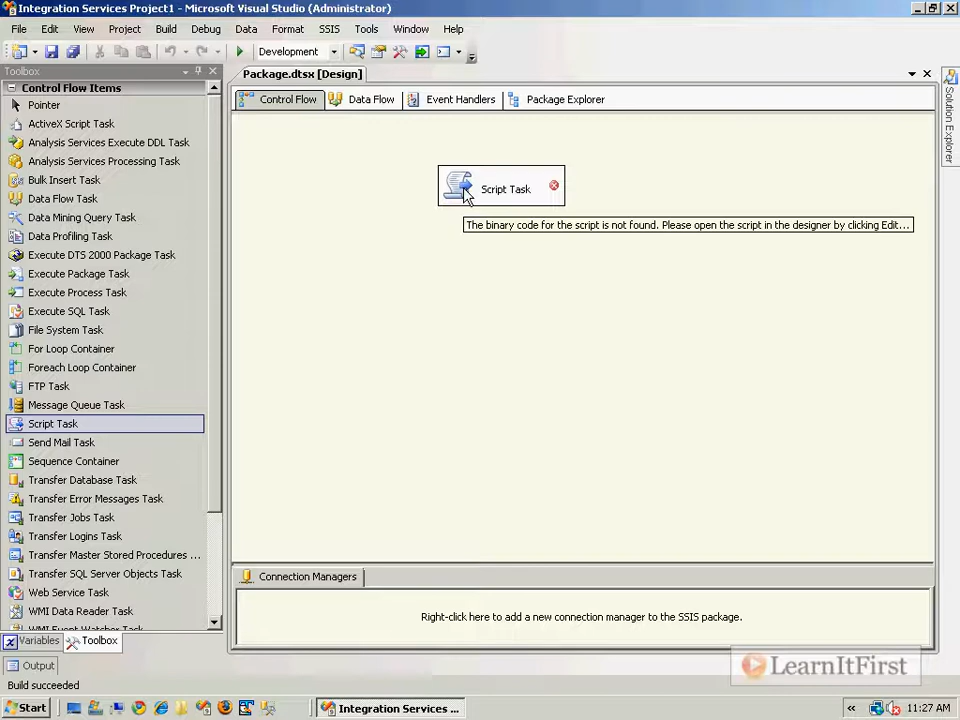 Integration Services Project1 - Microsoft Visual Studio (Administrator)
File Edit View Project Build Debug Data Format SSIS Tools Window Help
Development
Toolbox
Package.dtsx [Design]
Control Flow Items
Control Flow Data Flow Event Handlers Package Explorer
Solution Explorer
Pointer
ActiveX Script Task
Analysis Services Execute DDL Task
Analysis Services Processing Task
Bulk Insert Task
Data Flow Task
Data Mining Query Task
Data Profiling Task
Execute DTS 2000 Package Task
Execute Package Task
Execute Process Task
Execute SQL Task
File System Task
For Loop Container
Foreach Loop Container
FTP Task
Message Queue Task
Script Task
Send Mail Task
Sequence Container
Transfer Database Task
Transfer Error Messages Task
Transfer Jobs Task
Transfer Logins Task
Transfer Master Stored Procedures ...
Transfer SQL Server Objects Task
Web Service Task
WMI Data Reader Task
WMI Event Watcher Task
Script Task
The binary code for the script is not found. Please open the script in the designer by clicking Edit...
Connection Managers
Right-click here to add a new connection manager to the SSIS package.
Variables Toolbox
Output
Build succeeded
LearnItFirst
Start
Integration Services ...
11:27 AM